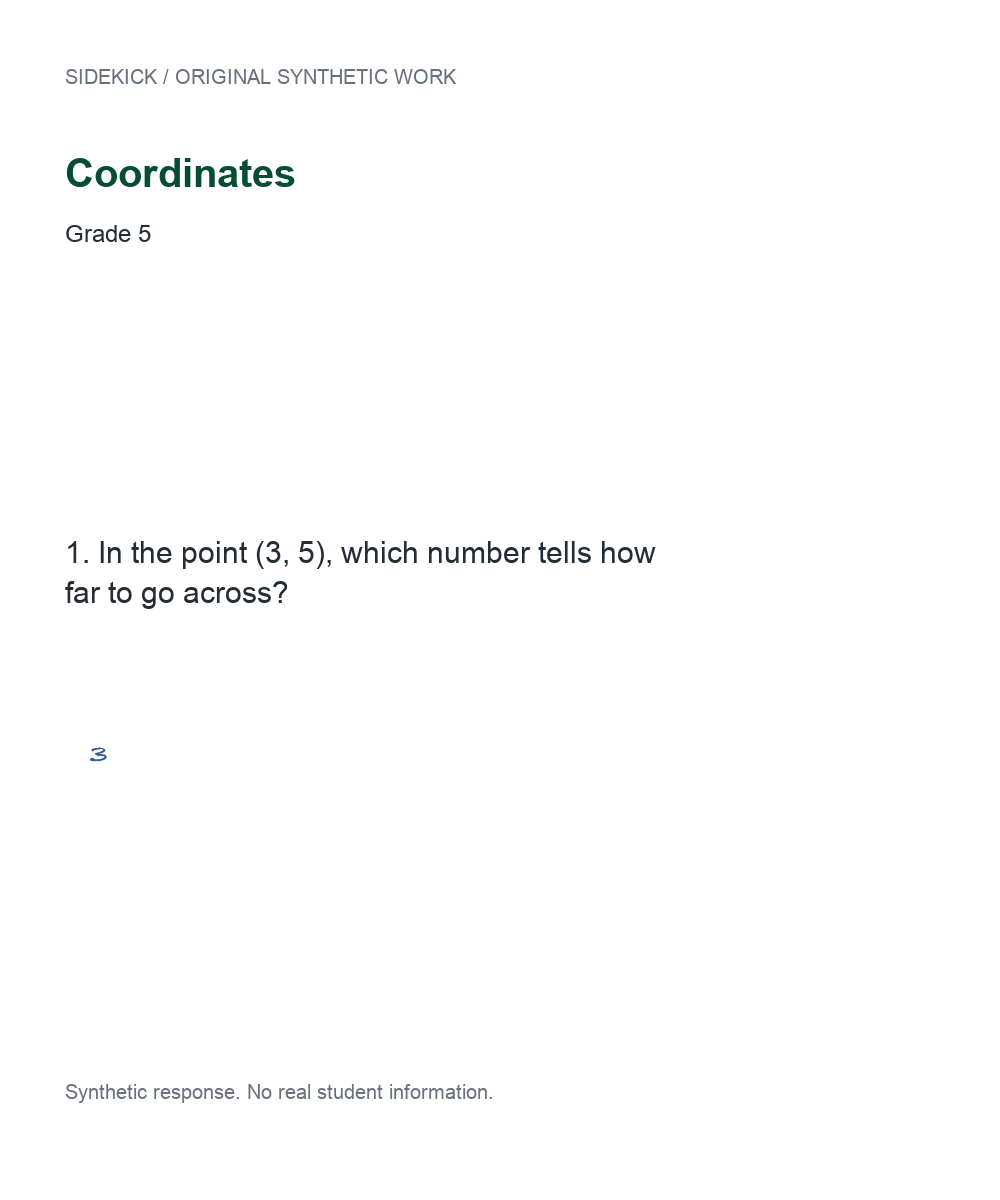 SIDEKICK / ORIGINAL SYNTHETIC WORK
Coordinates
Grade 5
1. In the point (3, 5), which number tells how
far to go across?
3
Synthetic response. No real student information.